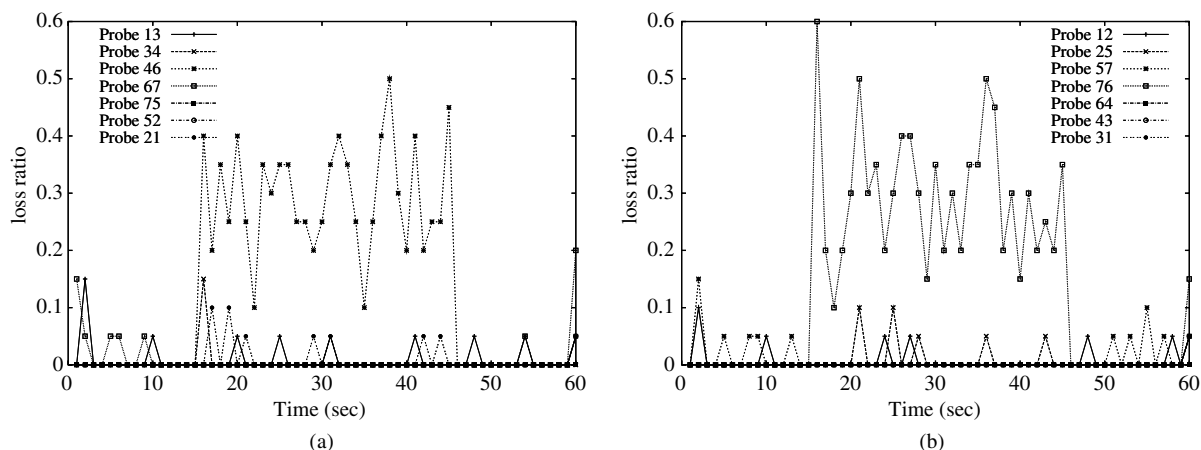 0.6
0.5
0.4
0.3
0.2
0.1
0
loss ratio
Probe 13
Probe 34
Probe 46
Probe 67
Probe 75
Probe 52
Probe 21
0 10 20 30 40 50 60
Time (sec)
(a)
0.6
0.5
0.4
0.3
0.2
0.1
0
loss ratio
Probe 12
Probe 25
Probe 57
Probe 76
Probe 64
Probe 43
Probe 31
0 10 20 30 40 50 60
Time (sec)
(b)